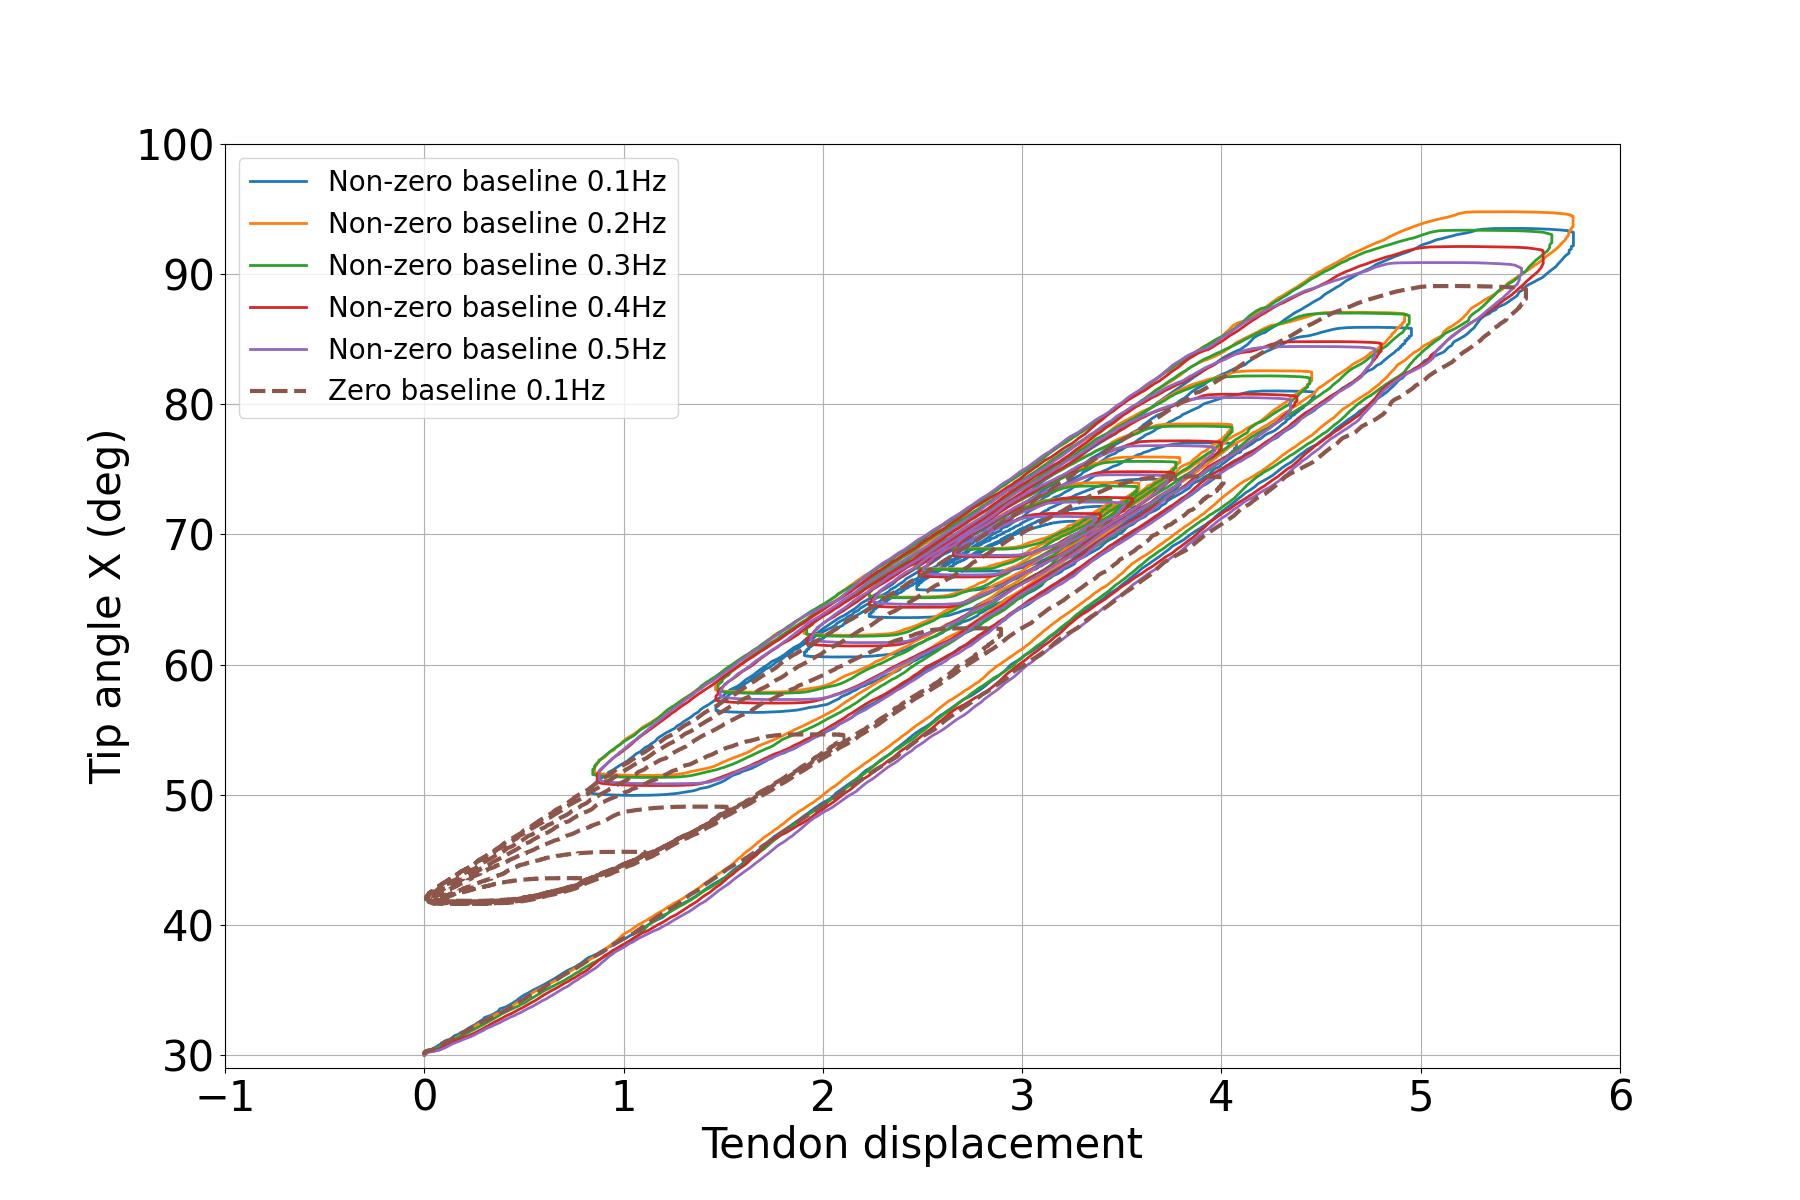 100
90
80
70
60
50
40
30
Tip angle X (deg)
Non-zero baseline 0.1Hz
Non-zero baseline 0.2Hz
Non-zero baseline 0.3Hz
Non-zero baseline 0.4Hz
Non-zero baseline 0.5Hz
Zero baseline 0.1Hz
−1 0 1 2 3 4 5 6
Tendon displacement